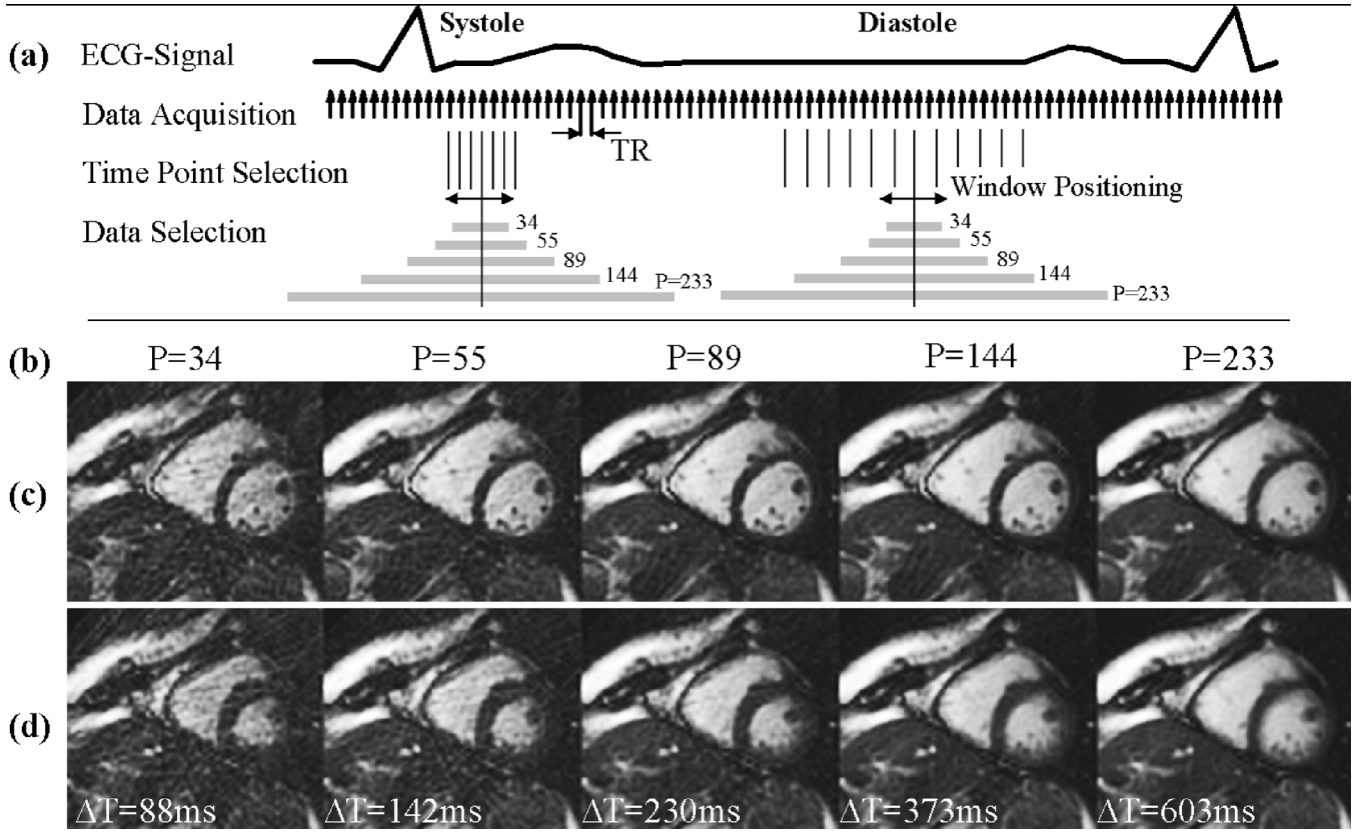 Systole Diastole
(a) ECG-Signal
Data Acquisition
TR
Time Point Selection Window Positioning
Data Selection 34 34
55 55
89 89
144 P=233 144 P=233
(b) P=34 P=55 P=89 P=144 P=233
(c)
(d)
ΔT=88ms ΔT=142ms ΔT=230ms ΔT=373ms ΔT=603ms